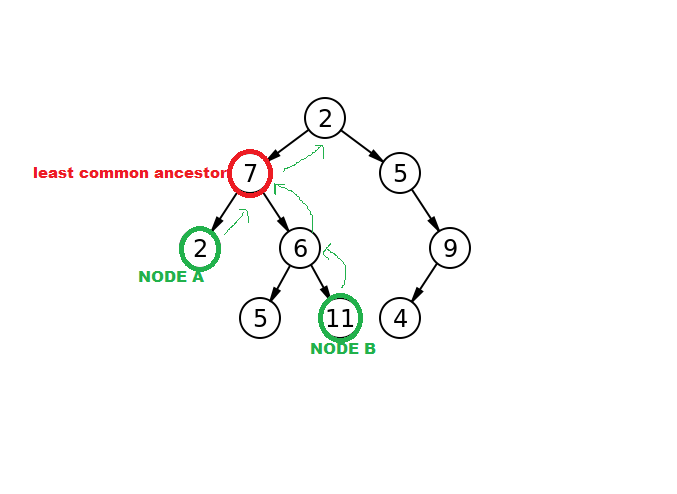 2
least common ancestor 7 5
2 6 9
NODE A
5 11 4
NODE B